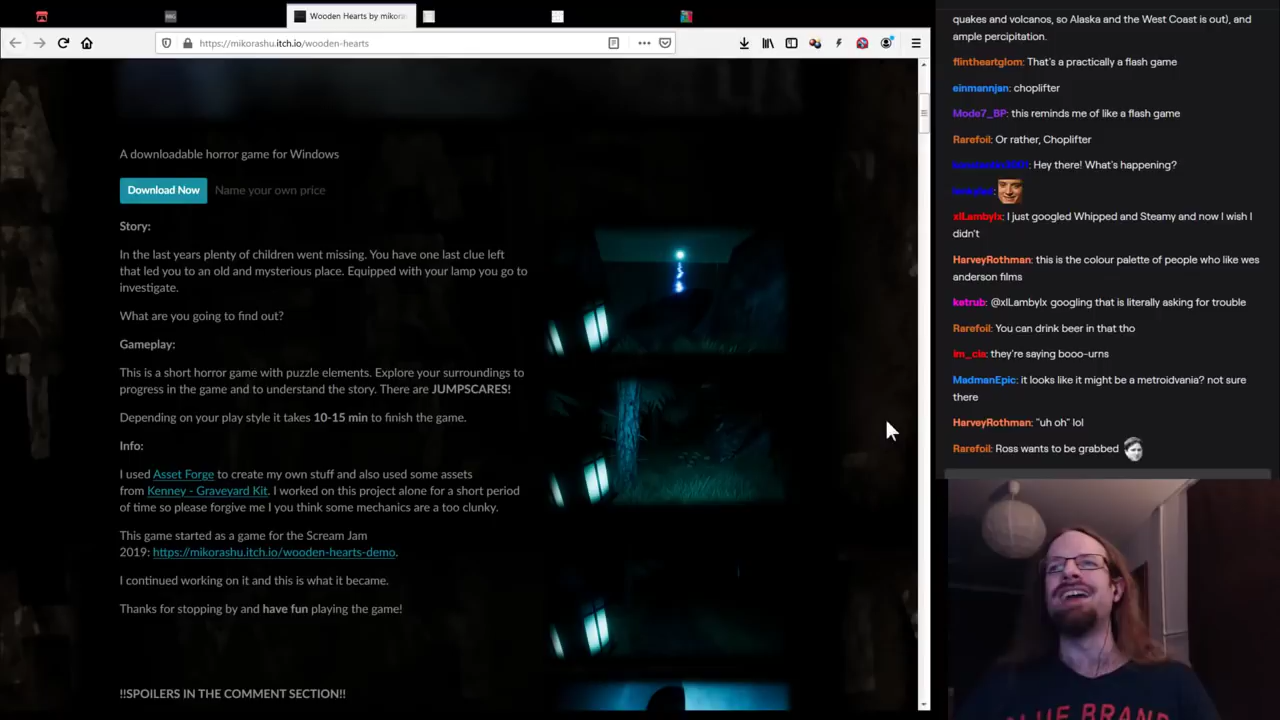 Wooden Hearts by mikoras
https://mikorashu.itch.io/wooden-hearts
A downloadable horror game for Windows
Download Now Name your own price
Story:
In the last years plenty of children went missing. You have one last clue left
that led you to an old and mysterious place. Equipped with your lamp you go to
investigate.
What are you going to find out?
Gameplay:
This is a short horror game with puzzle elements. Explore your surroundings to
progress in the game and to understand the story. There are JUMPSCARES!
Depending on your play style it takes 10-15 min to finish the game.
Info:
I used Asset Forge to create my own stuff and also used some assets
from Kenney - Graveyard Kit. I worked on this project alone for a short period
of time so please forgive me I you think some mechanics are a too clunky.
This game started as a game for the Scream Jam
2019: https://mikorashu.itch.io/wooden-hearts-demo.
I continued working on it and this is what it became.
Thanks for stopping by and have fun playing the game!
!!SPOILERS IN THE COMMENT SECTION!!
quakes and volcanos, so Alaska and the West Coast is out), and
ample percipitation.
flintheartglom: That's a practically a flash game
einmannjan: choplifter
Mode7_BP: this reminds me of like a flash game
Rarefoil: Or rather, Choplifter
Hey there! What's happening?
xlLambylx: I just googled Whipped and Steamy and now I wish I
didn't
HarveyRothman: this is the colour palette of people who like wes
anderson films
ketrub: @xlLambylx googling that is literally asking for trouble
Rarefoil: You can drink beer in that tho
im_cia: they're saying booo-urns
MadmanEpic: it looks like it might be a metroidvania? not sure
there
HarveyRothman: "uh oh" lol
Rarefoil: Ross wants to be grabbed
BLUE BRAND